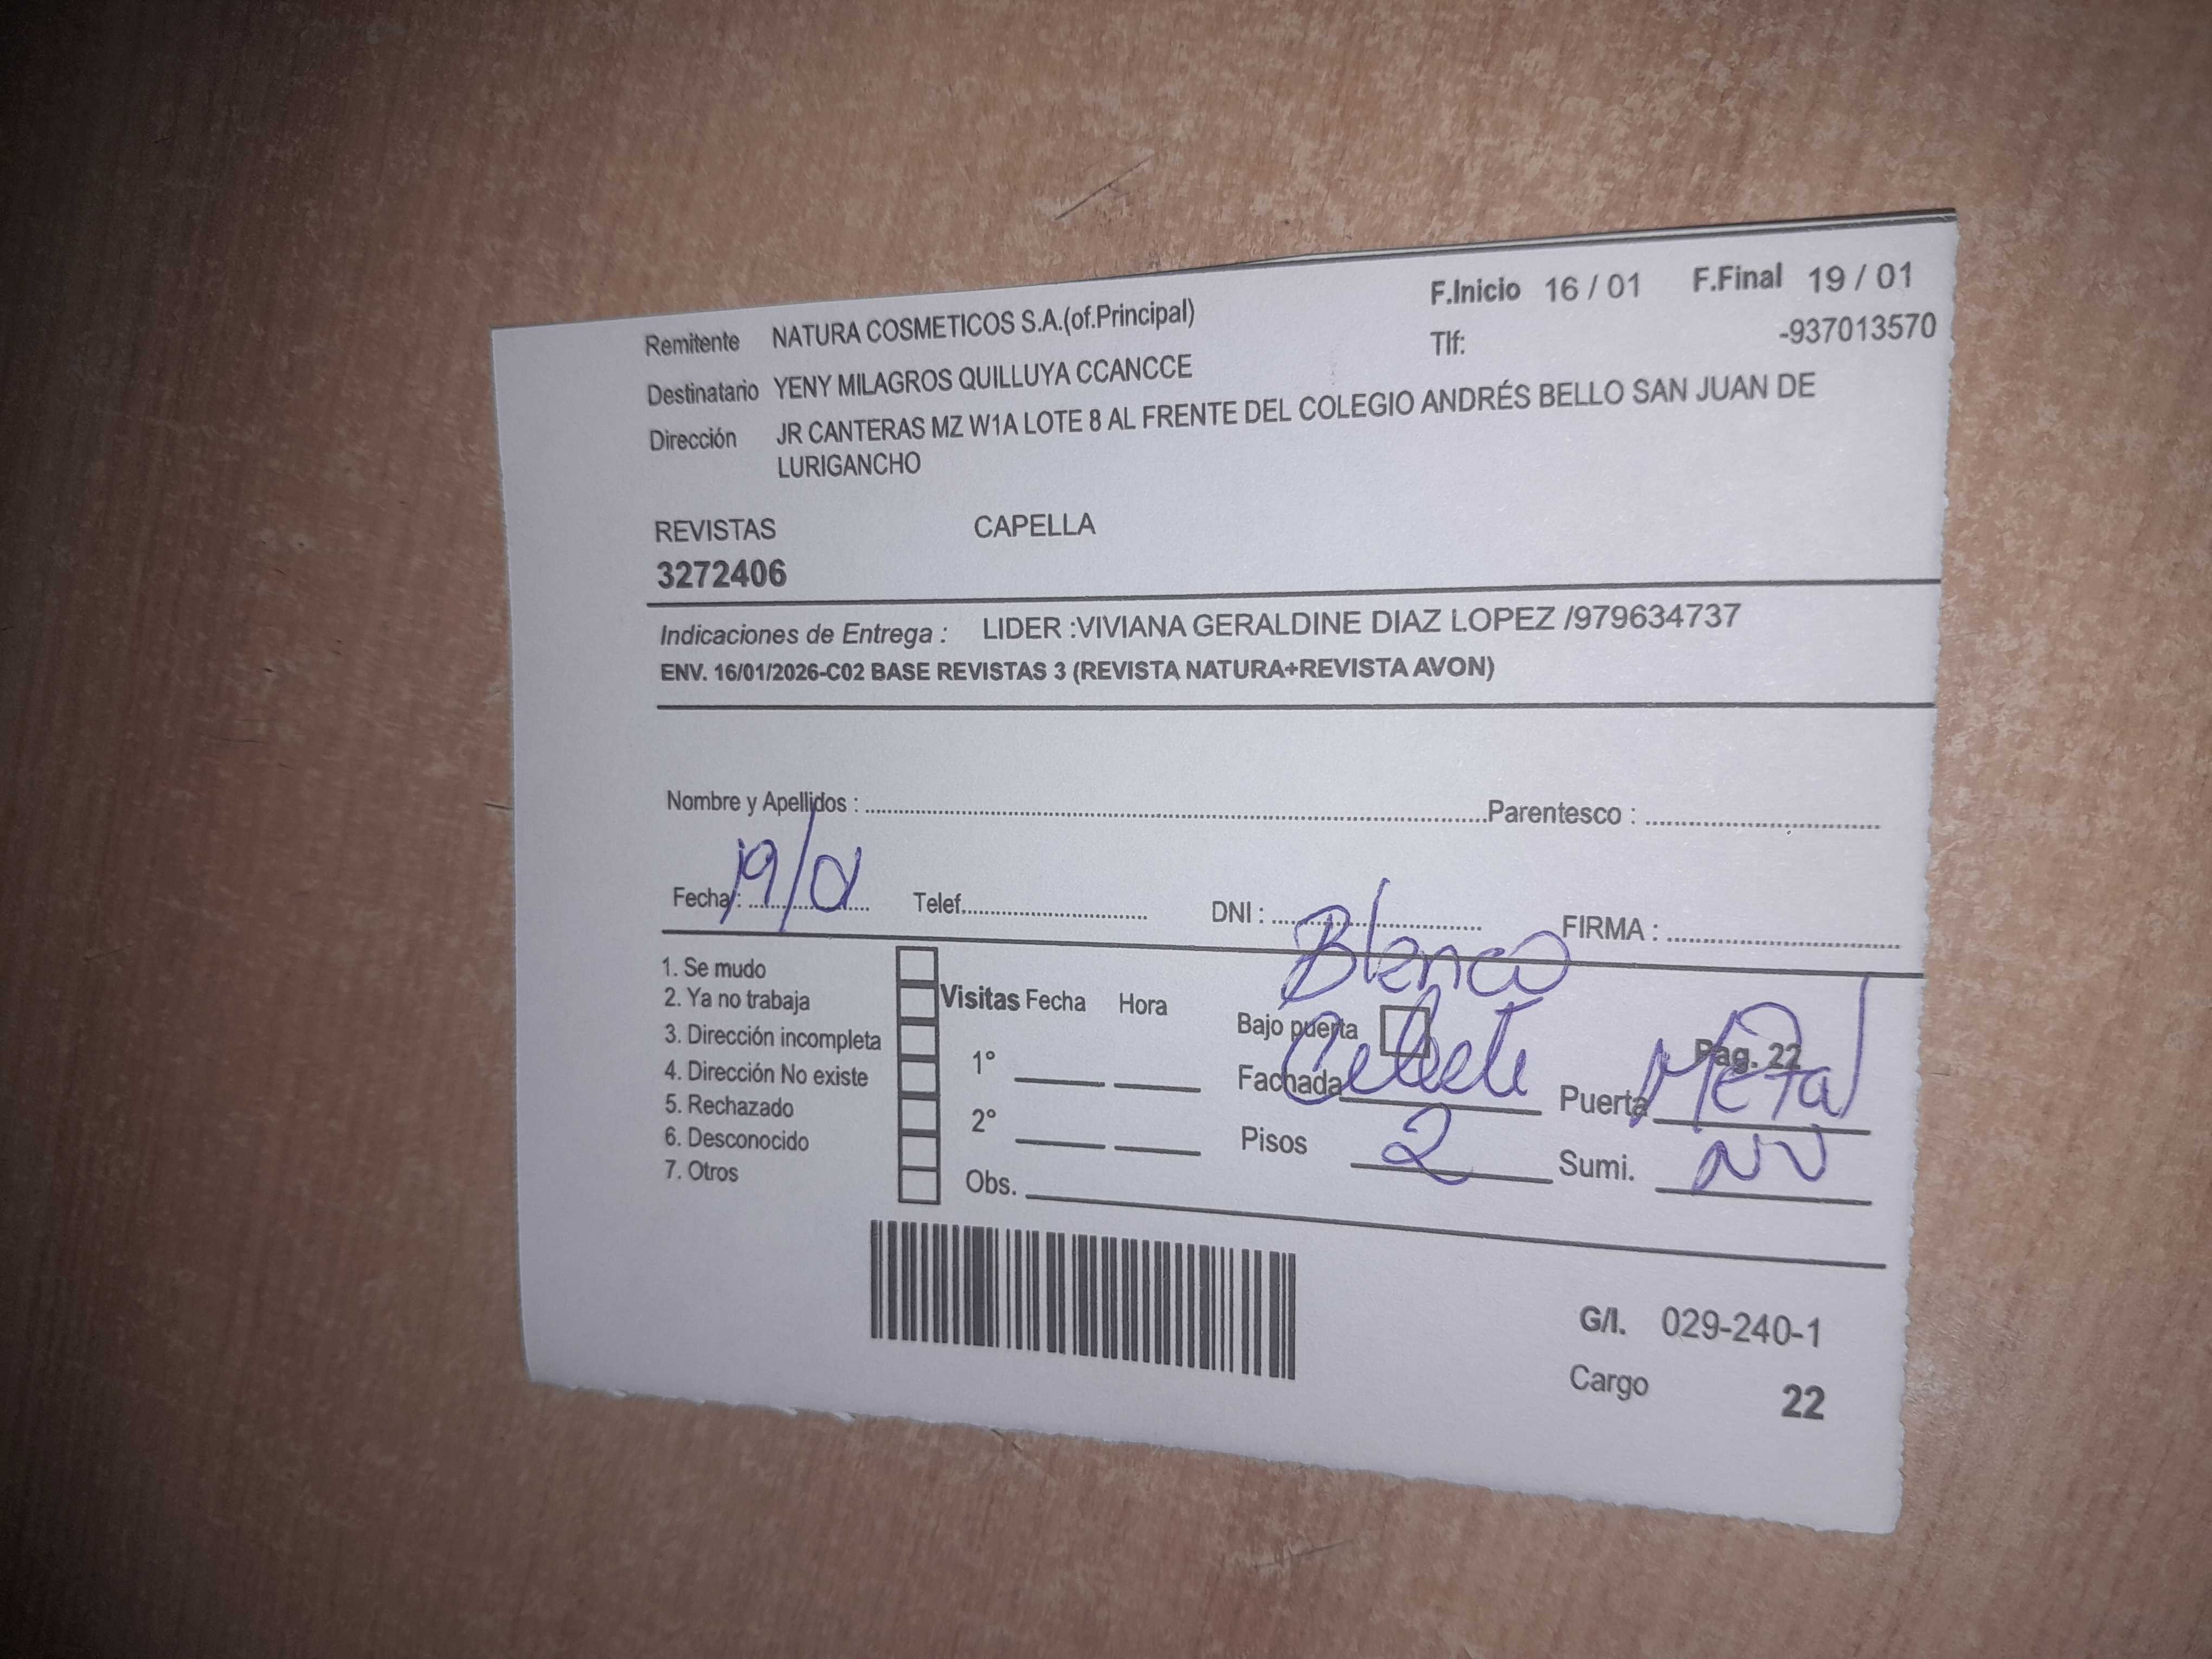 F.Inicio 16 / 01 F.Final 19 / 01
Remitente NATURA COSMETICOS S.A.(of.Principal)
Tlf: -937013570
Destinatario YENY MILAGROS QUILLUYA CCANCCE
Dirección JR CANTERAS MZ W1A LOTE 8 AL FRENTE DEL COLEGIO ANDRÉS BELLO SAN JUAN DE
LURIGANCHO
REVISTAS CAPELLA
3272406
Indicaciones de Entrega : LIDER :VIVIANA GERALDINE DIAZ LOPEZ /979634737
ENV. 16/01/2026-C02 BASE REVISTAS 3 (REVISTA NATURA+REVISTA AVON)
Nombre y Apellidos : Parentesco :
Fecha : 19/01 Telef. DNI : FIRMA :
Blanco
1. Se mudo
2. Ya no trabaja
3. Dirección incompleta
4. Dirección No existe
5. Rechazado
6. Desconocido
7. Otros
Visitas Fecha Hora
1°
2°
Obs.
Bajo puerta
Pag. 22
Fachada Celeste Puerta Metal
Pisos 2 Sumi. NV
G/I. 029-240-1
Cargo 22